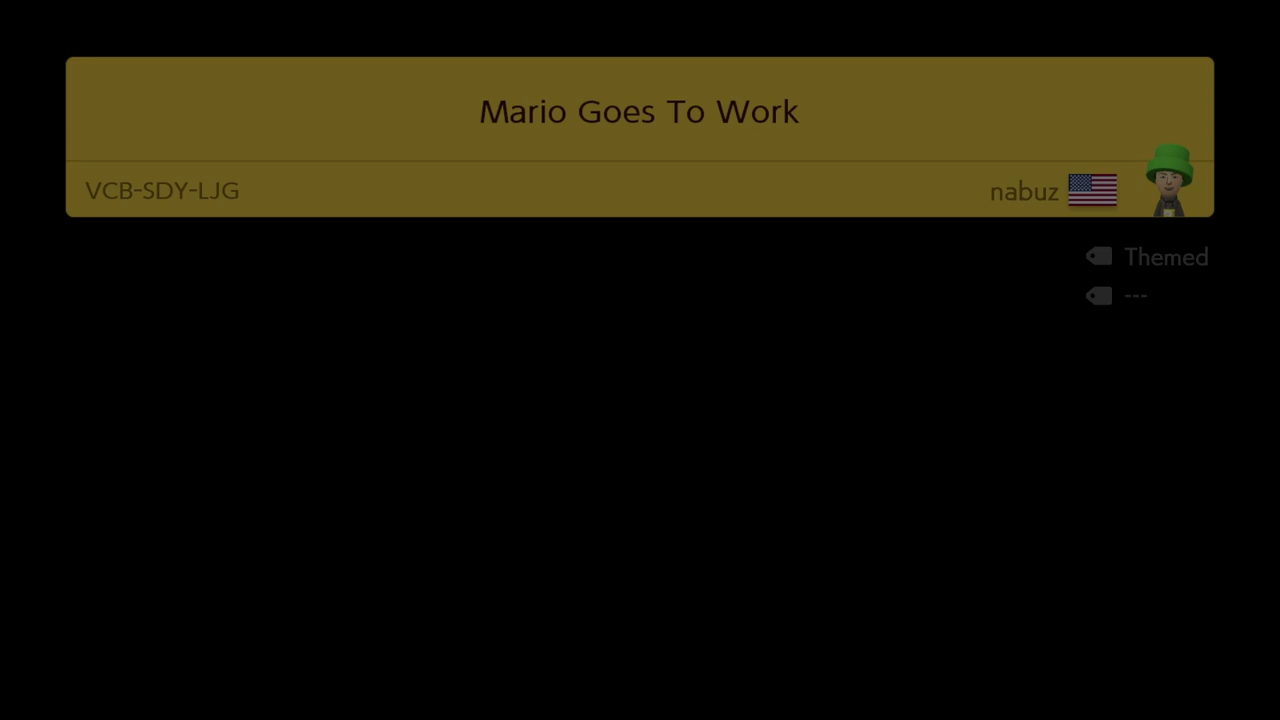 Mario Goes To Work
VCB-SDY-LJG
nabuz
Themed
---